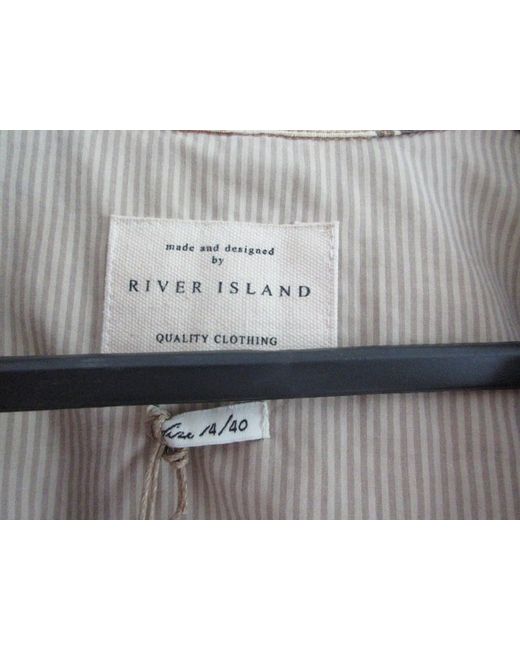 made and designed
by
RIVER ISLAND
QUALITY CLOTHING
Size 14/40